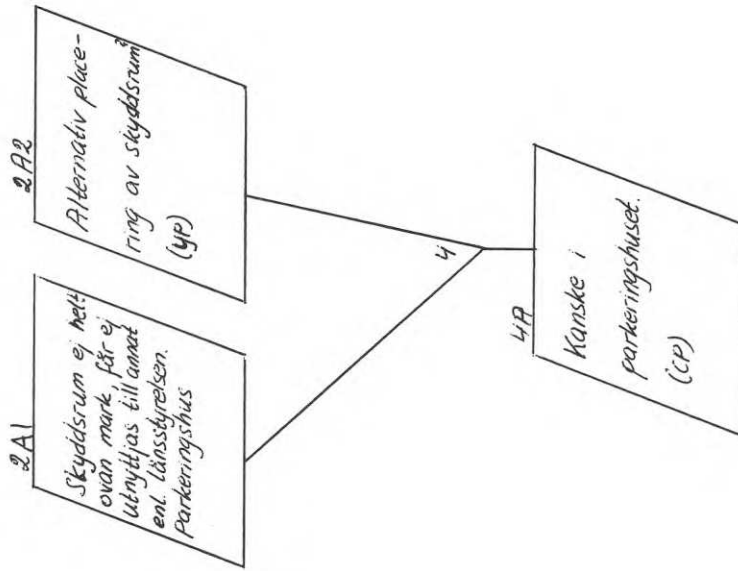 2A1
Skyddsrum ej helt
ovan mark, får ej
utnyttjas till annat
enl. länsstyrelsen.
Parkeringshus
2A2
Alternativ place-
ring av skyddsrum?
(yp)
4
4A
Kanske i
parkeringshuset.
(CP)